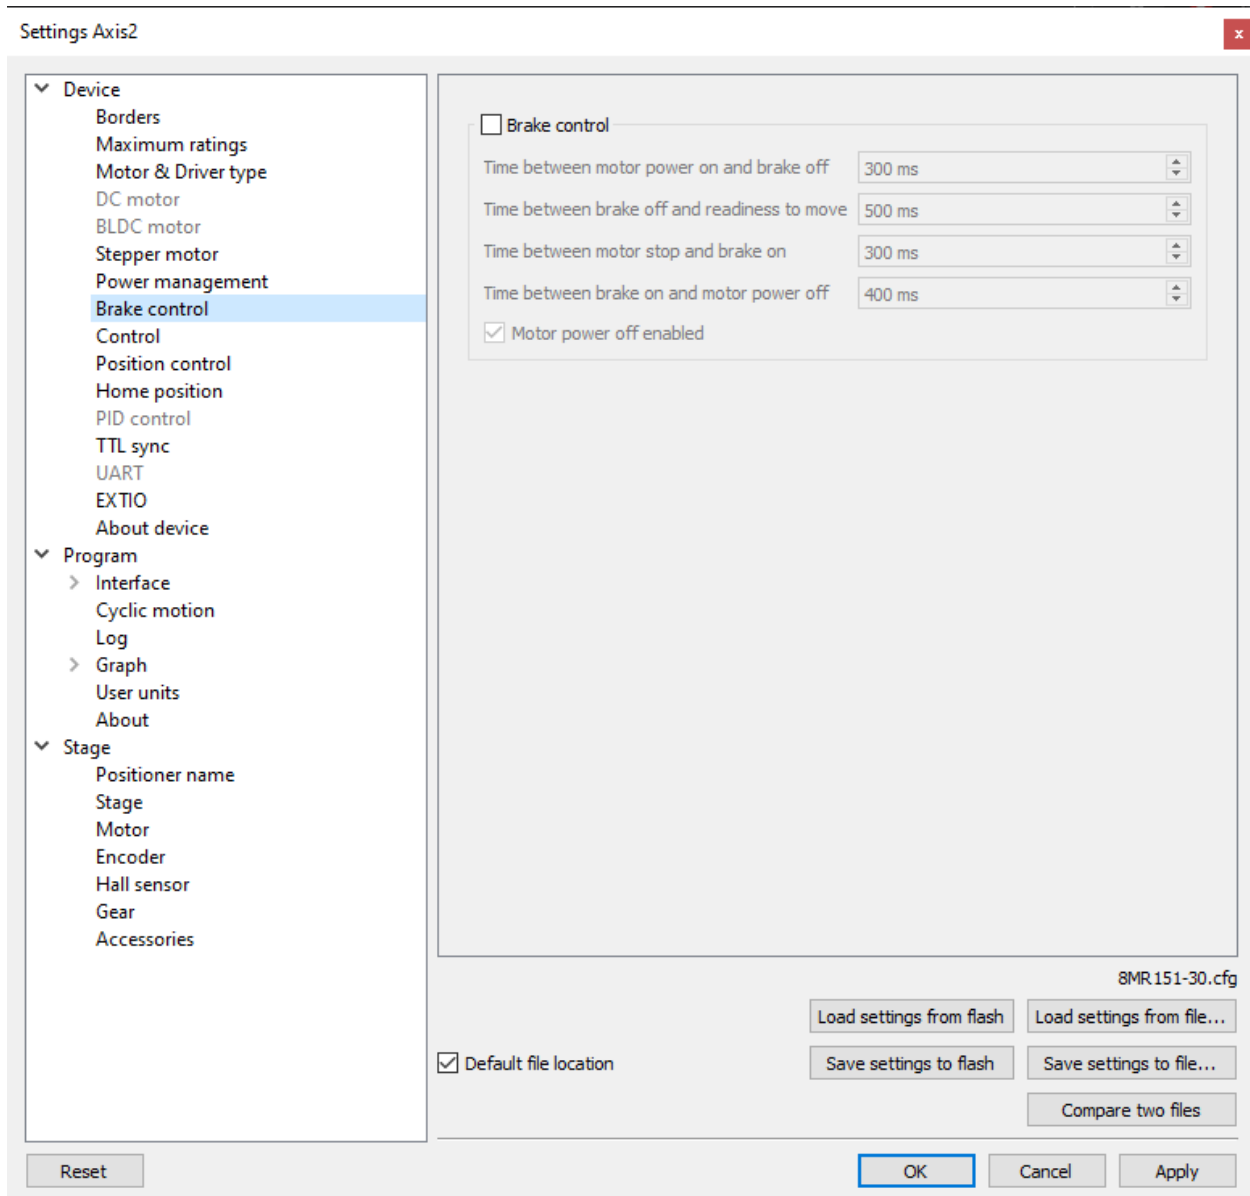 Settings Axis2
x
Device
Borders
Maximum ratings
Motor & Driver type
DC motor
BLDC motor
Stepper motor
Power management
Brake control
Control
Position control
Home position
PID control
TTL sync
UART
EXTIO
About device
Program
Interface
Cyclic motion
Log
Graph
User units
About
Stage
Positioner name
Stage
Motor
Encoder
Hall sensor
Gear
Accessories
Brake control
Time between motor power on and brake off 300 ms
Time between brake off and readiness to move 500 ms
Time between motor stop and brake on 300 ms
Time between brake on and motor power off 400 ms
Motor power off enabled
8MR151-30.cfg
Load settings from flash Load settings from file...
Default file location Save settings to flash Save settings to file...
Compare two files
Reset OK Cancel Apply